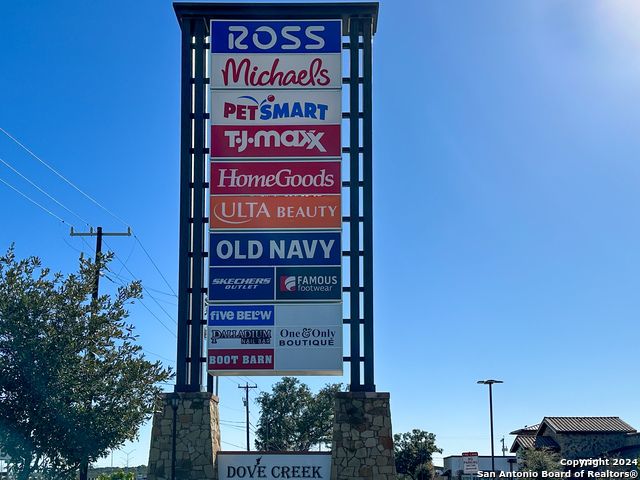 ROSS
Michaels
PETSMART
T·J·maxx
HomeGoods
ULTA BEAUTY
OLD NAVY
SKECHERS
OUTLET
FAMOUS
footwear
five BELOW
PALLADIUM
NAIL BAR
One & Only
BOUTIQUE
BOOT BARN
DOVE CREEK
Copyright © 2024
San Antonio Board of Realtors®